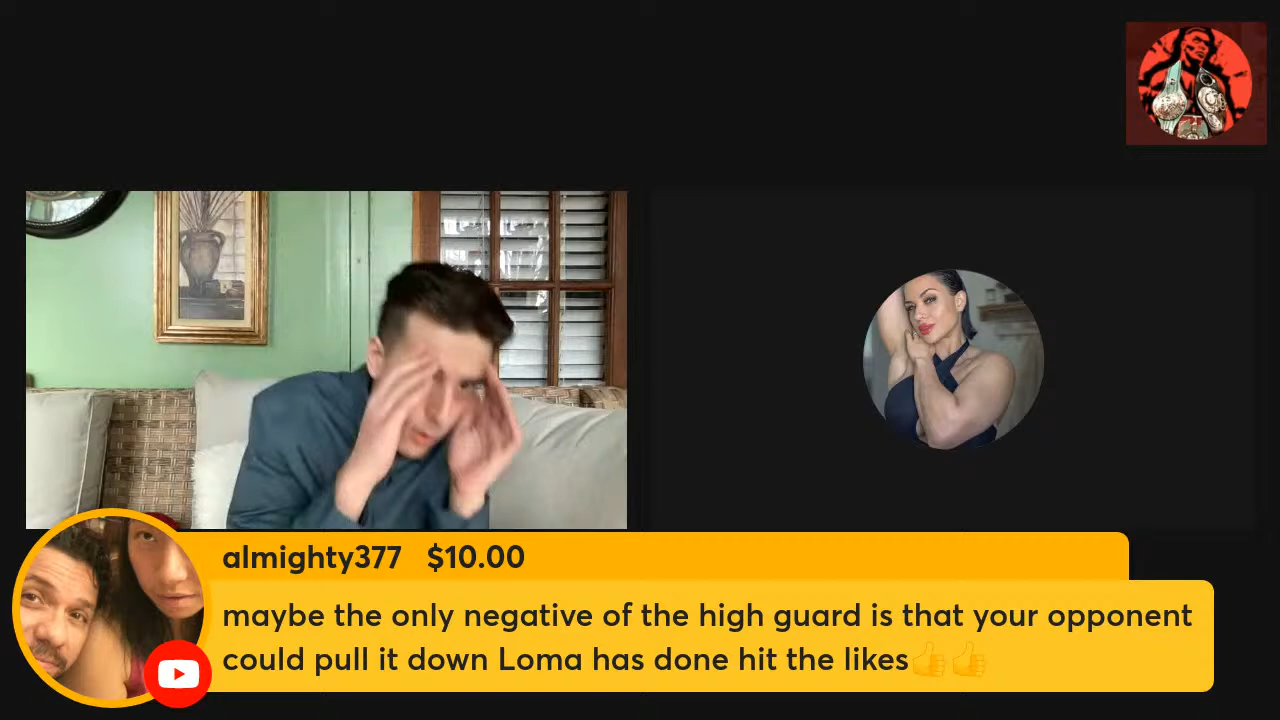 almighty377 $10.00
maybe the only negative of the high guard is that your opponent
could pull it down Loma has done hit the likes👍👍